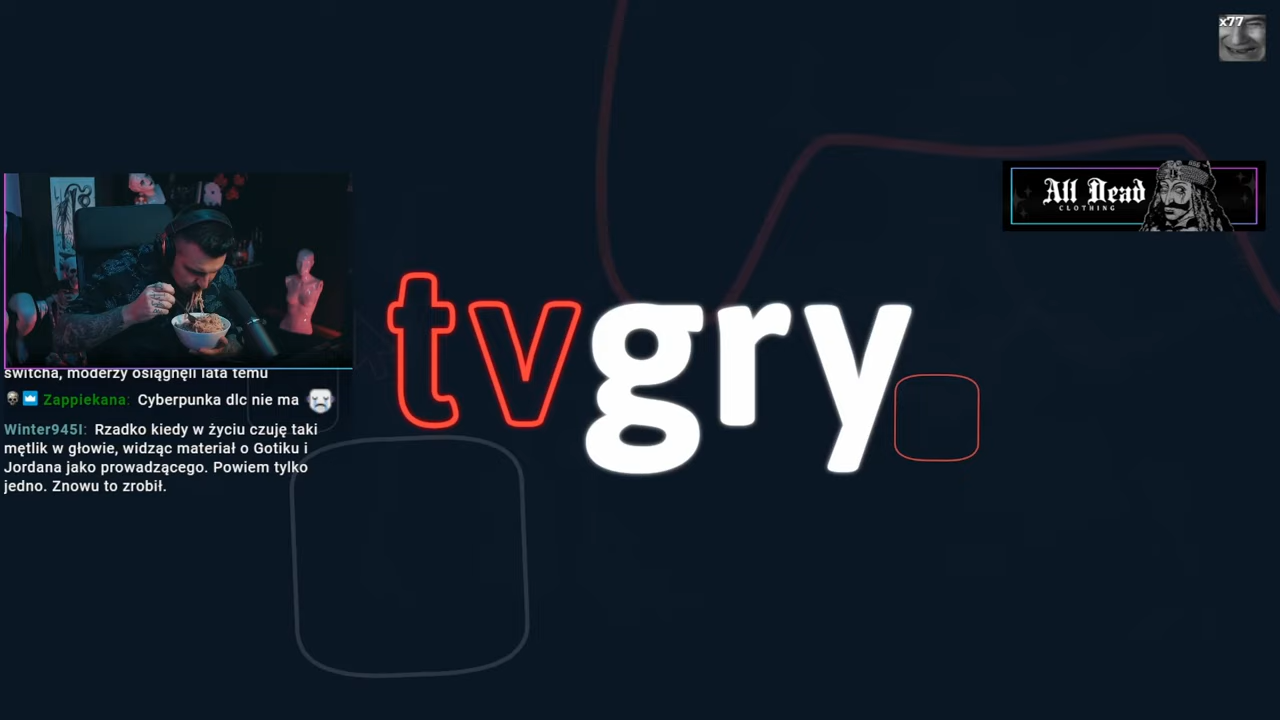 x77
All Dead
CLOTHING
tvgry
switcha, moderzy osiągnęli lata temu
Zappiekana: Cyberpunka dlc nie ma
Winter945I: Rzadko kiedy w życiu czuję taki
mętlik w głowie, widząc materiał o Gotiku i
Jordana jako prowadzącego. Powiem tylko
jedno. Znowu to zrobił.